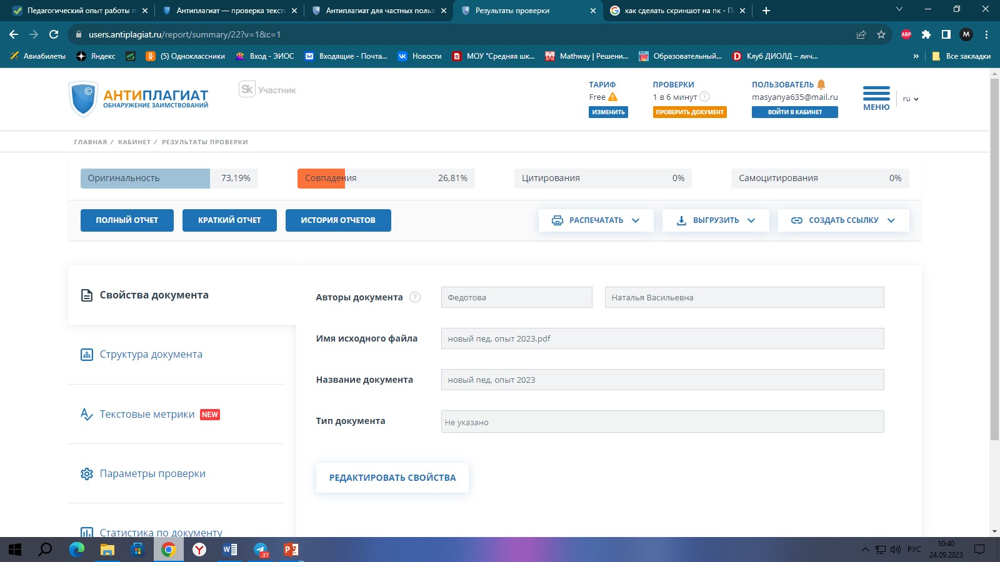 Педагогический опыт работы п
Антиплагиат — проверка текст
Антиплагиат для частных польз
Результаты проверки
как сделать скриншот на пк - П
users.antiplagiat.ru/report/summary/22?v=1&c=1
ABP
M
Авиабилеты
Яндекс
(5) Одноклассники
Вход - ЭИОС
Входящие - Почта...
Новости
МОУ "Средняя шк...
Mathway | Решени...
Образовательный...
Клуб ДИОЛД – лич...
»
Все закладки
АНТИПЛАГИАТ
ОБНАРУЖЕНИЕ ЗАИМСТВОВАНИЙ
Sk Участник
ТАРИФ
Free
ИЗМЕНИТЬ
ПРОВЕРКИ
1 в 6 минут ?
ПРОВЕРИТЬ ДОКУМЕНТ
ПОЛЬЗОВАТЕЛЬ
masyanya635@mail.ru
ВОЙТИ В КАБИНЕТ
МЕНЮ
ru
ГЛАВНАЯ / КАБИНЕТ / РЕЗУЛЬТАТЫ ПРОВЕРКИ
Оригинальность 73,19%
Совпадения 26,81%
Цитирования 0%
Самоцитирования 0%
ПОЛНЫЙ ОТЧЕТ
КРАТКИЙ ОТЧЕТ
ИСТОРИЯ ОТЧЕТОВ
РАСПЕЧАТАТЬ
ВЫГРУЗИТЬ
СОЗДАТЬ ССЫЛКУ
Свойства документа
Структура документа
Текстовые метрики NEW
Параметры проверки
Статистика по документу
Авторы документа ? Федотова Наталья Васильевна
Имя исходного файла новый пед. опыт 2023.pdf
Название документа новый пед. опыт 2023
Тип документа Не указано
РЕДАКТИРОВАТЬ СВОЙСТВА
37
РУС
10:40
24.09.2023